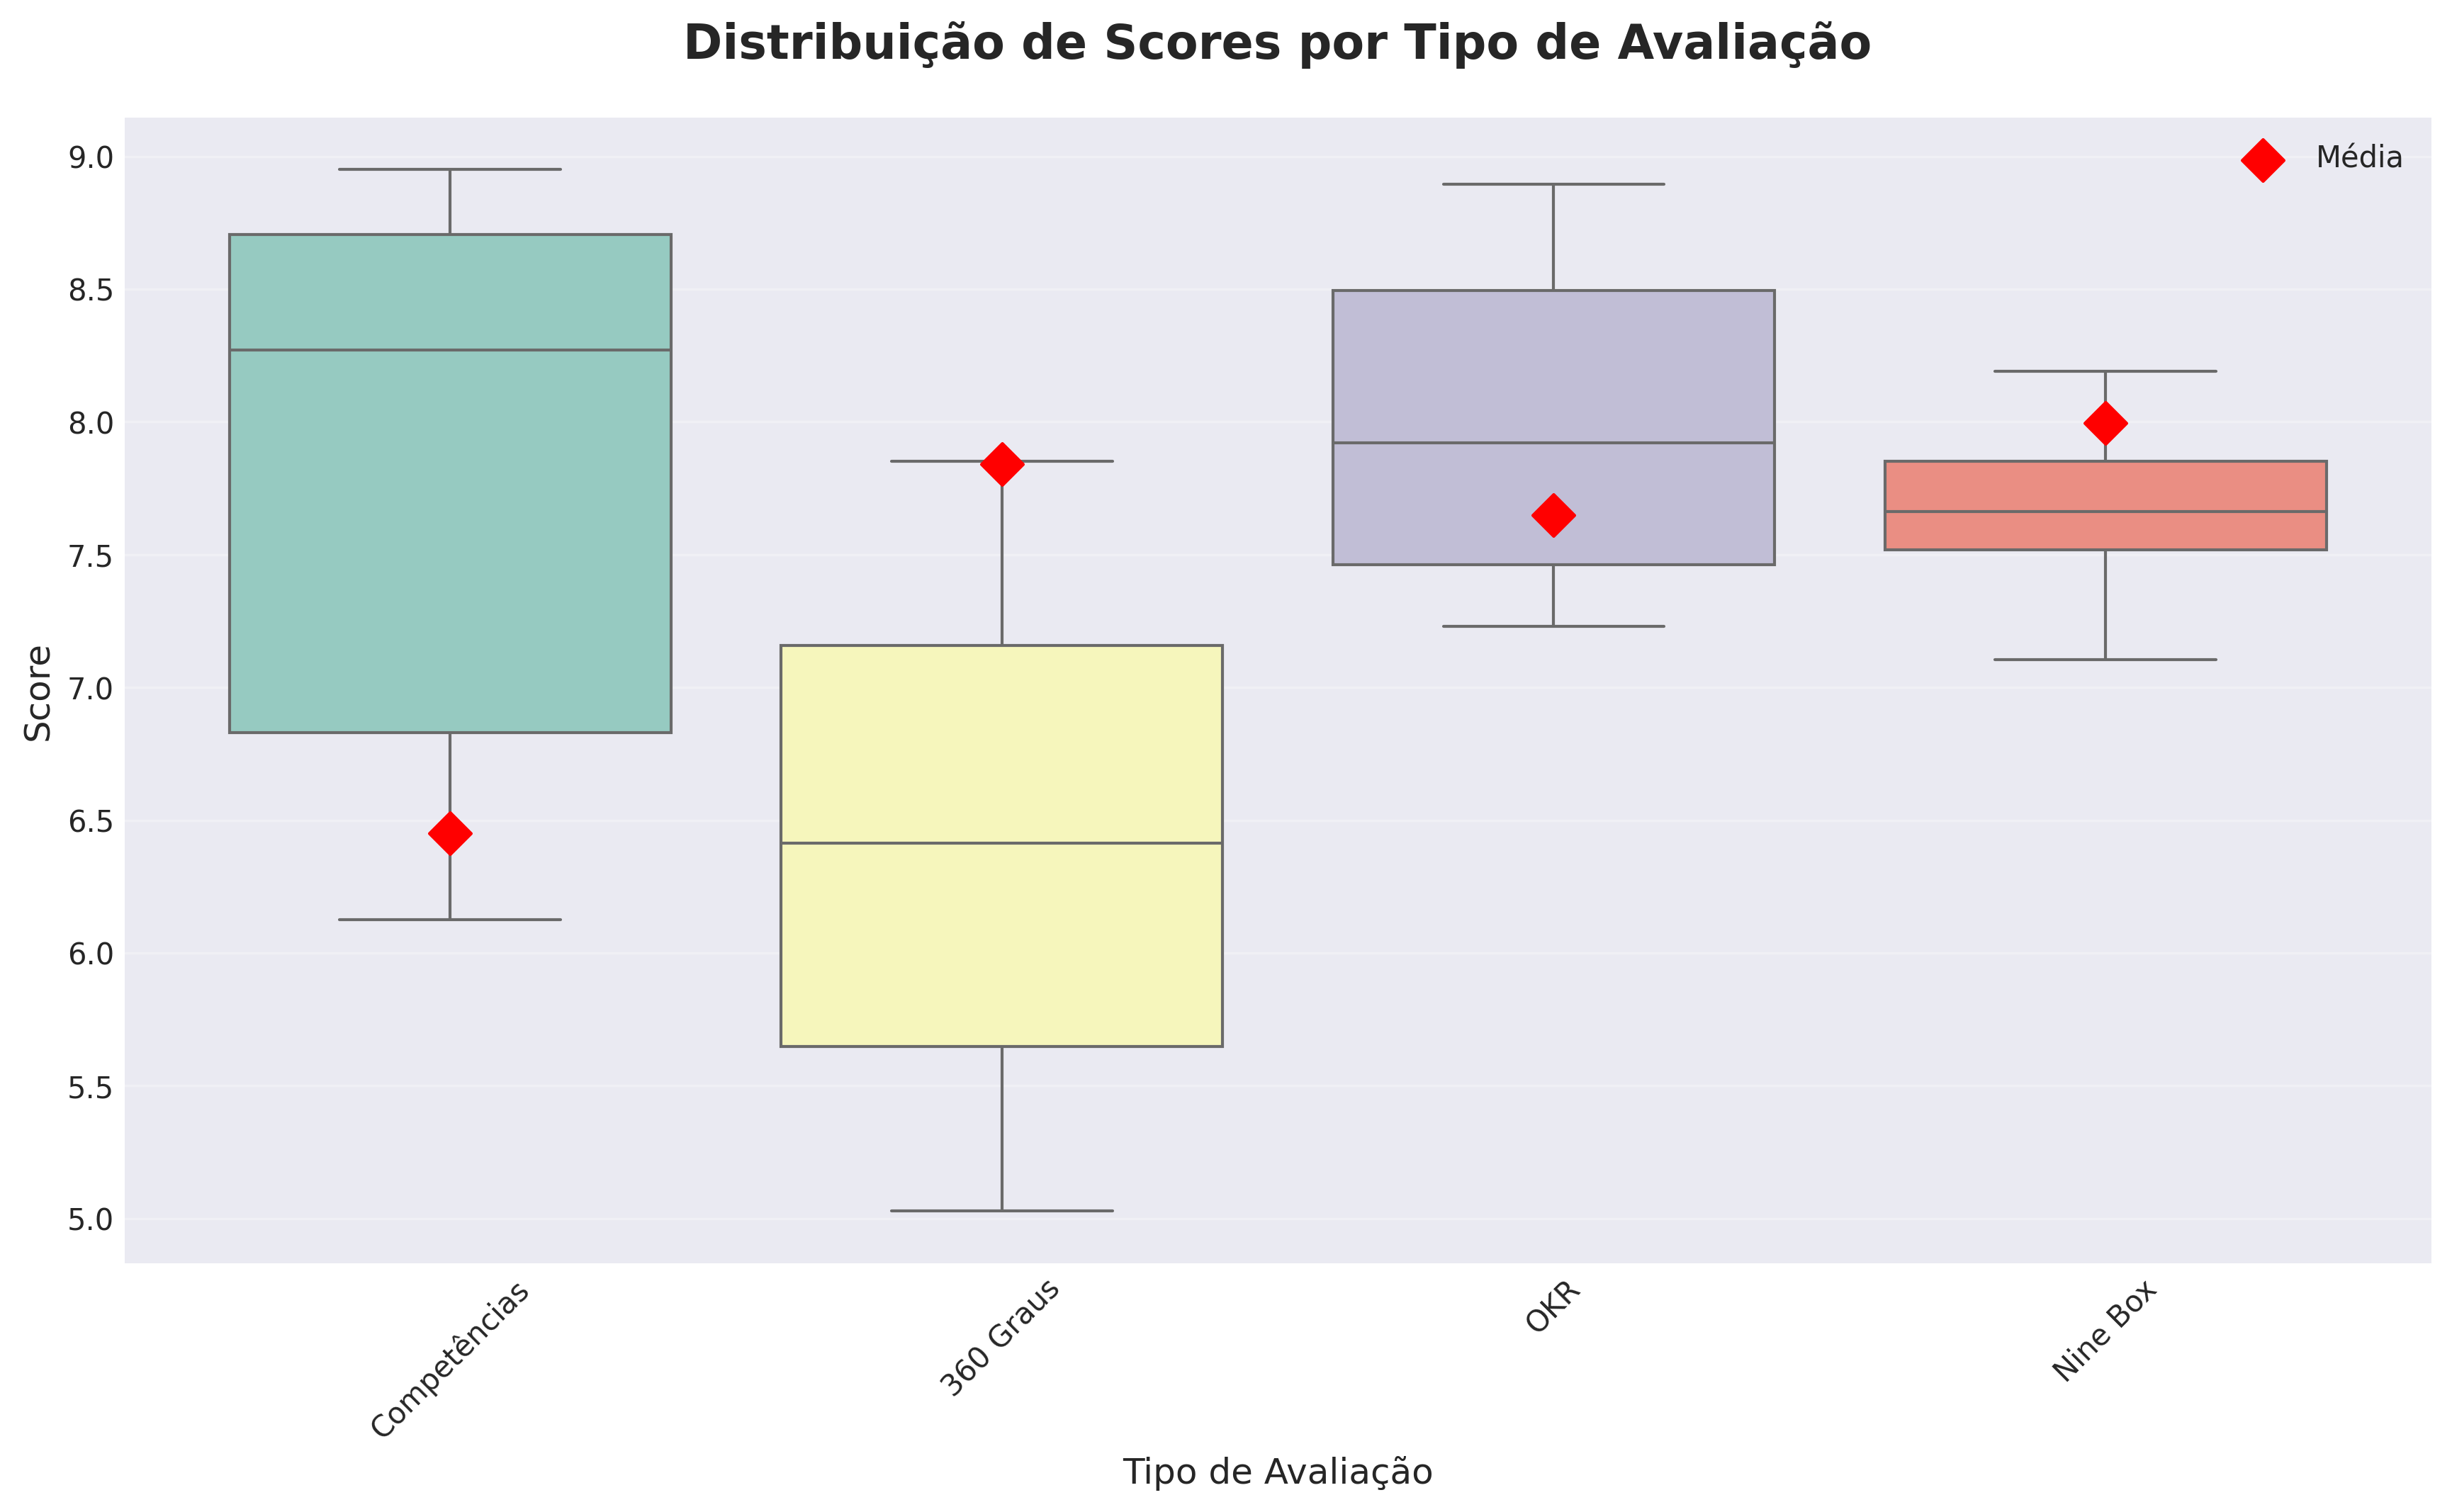 Distribuição de Scores por Tipo de Avaliação
Média
9.0
8.5
8.0
7.5
7.0
6.5
6.0
5.5
5.0
Score
Competências
360 Graus
OKR
Nine Box
Tipo de Avaliação